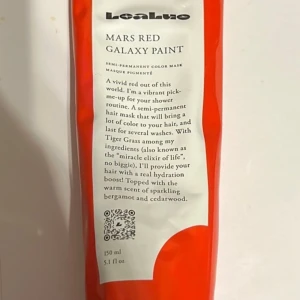 LeaLuo
MARS RED
GALAXY PAINT
SEMI-PERMANENT COLOR MASK
MASQUE PIGMENTÉ
A vivid red out of this
world. I'm a vibrant pick-
me-up for your shower
routine. A semi-permanent
hair mask that will bring a
lot of color to your hair, and
last for several washes. With
Tiger Grass among my
ingredients (also known as
the "miracle elixir of life",
no biggie), I'll provide your
hair with a real hydration
boost! Topped with the
warm scent of sparkling
bergamos and cedarwood.
150 ml
5.1 fl oz